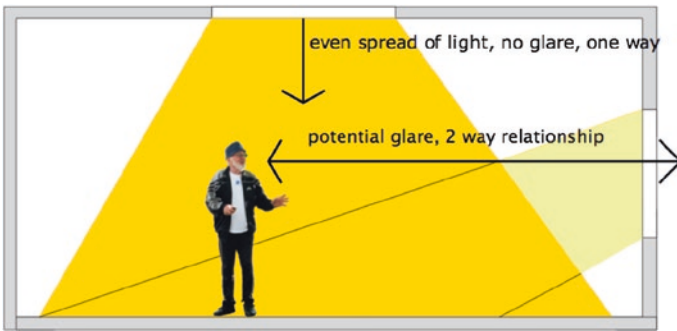 even spread of light, no glare, one way
potential glare, 2 way relationship